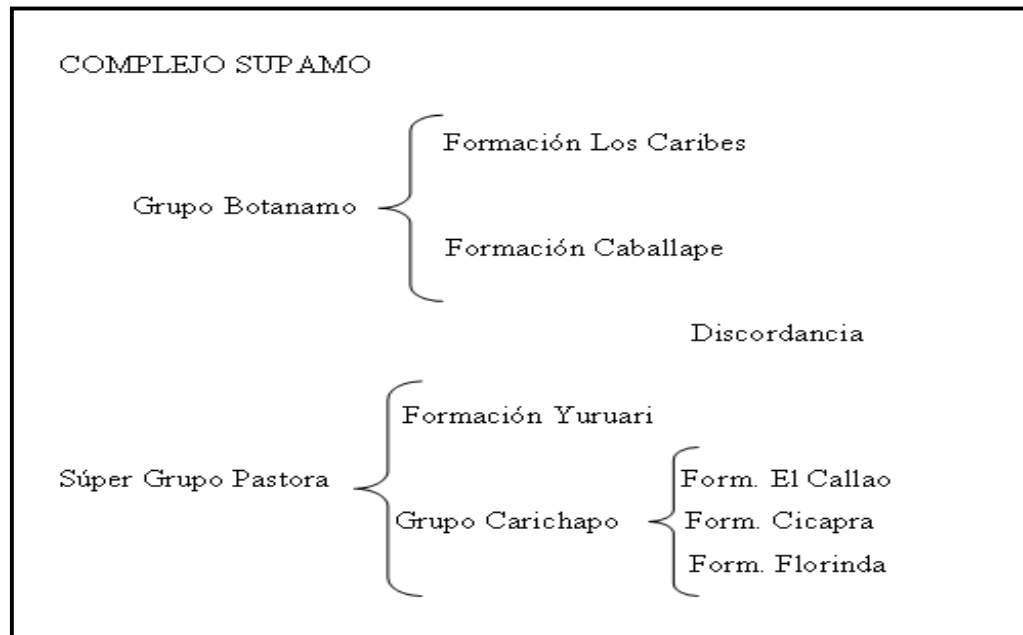 COMPLEJO SUPAMO
Formación Los Caribes
Grupo Botanamo
Formación Caballape
Discordancia
Formación Yuruari
Súper Grupo Pastora
Form. El Callao
Grupo Carichapo
Form. Cicapra
Form. Florinda